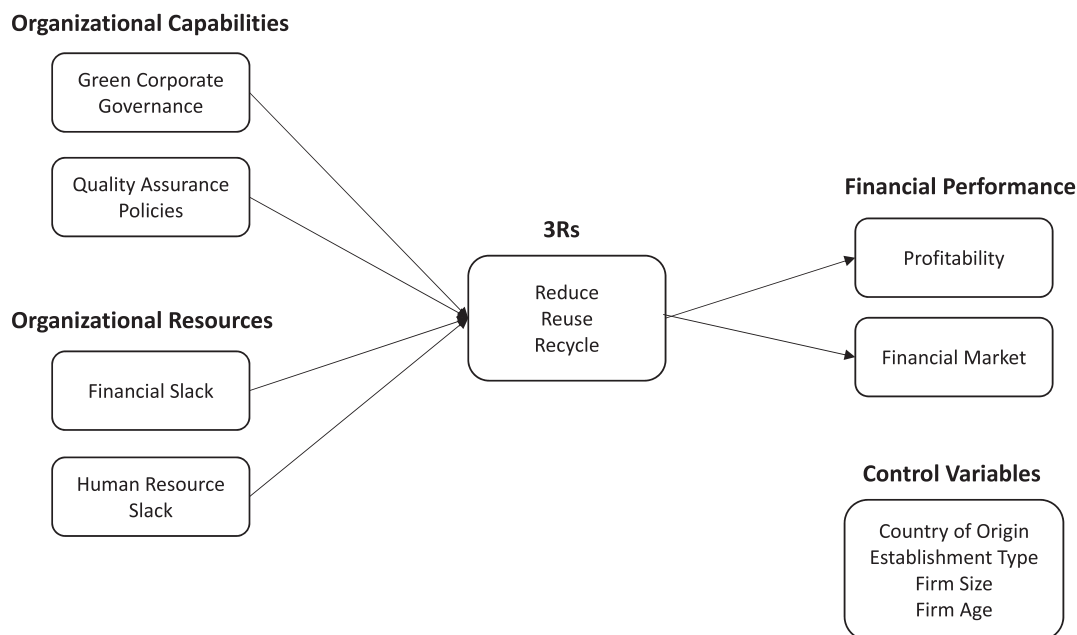 Organizational Capabilities
Green Corporate
Governance
Quality Assurance
Policies
Organizational Resources
Financial Slack
Human Resource
Slack
3Rs
Reduce
Reuse
Recycle
Financial Performance
Profitability
Financial Market
Control Variables
Country of Origin
Establishment Type
Firm Size
Firm Age